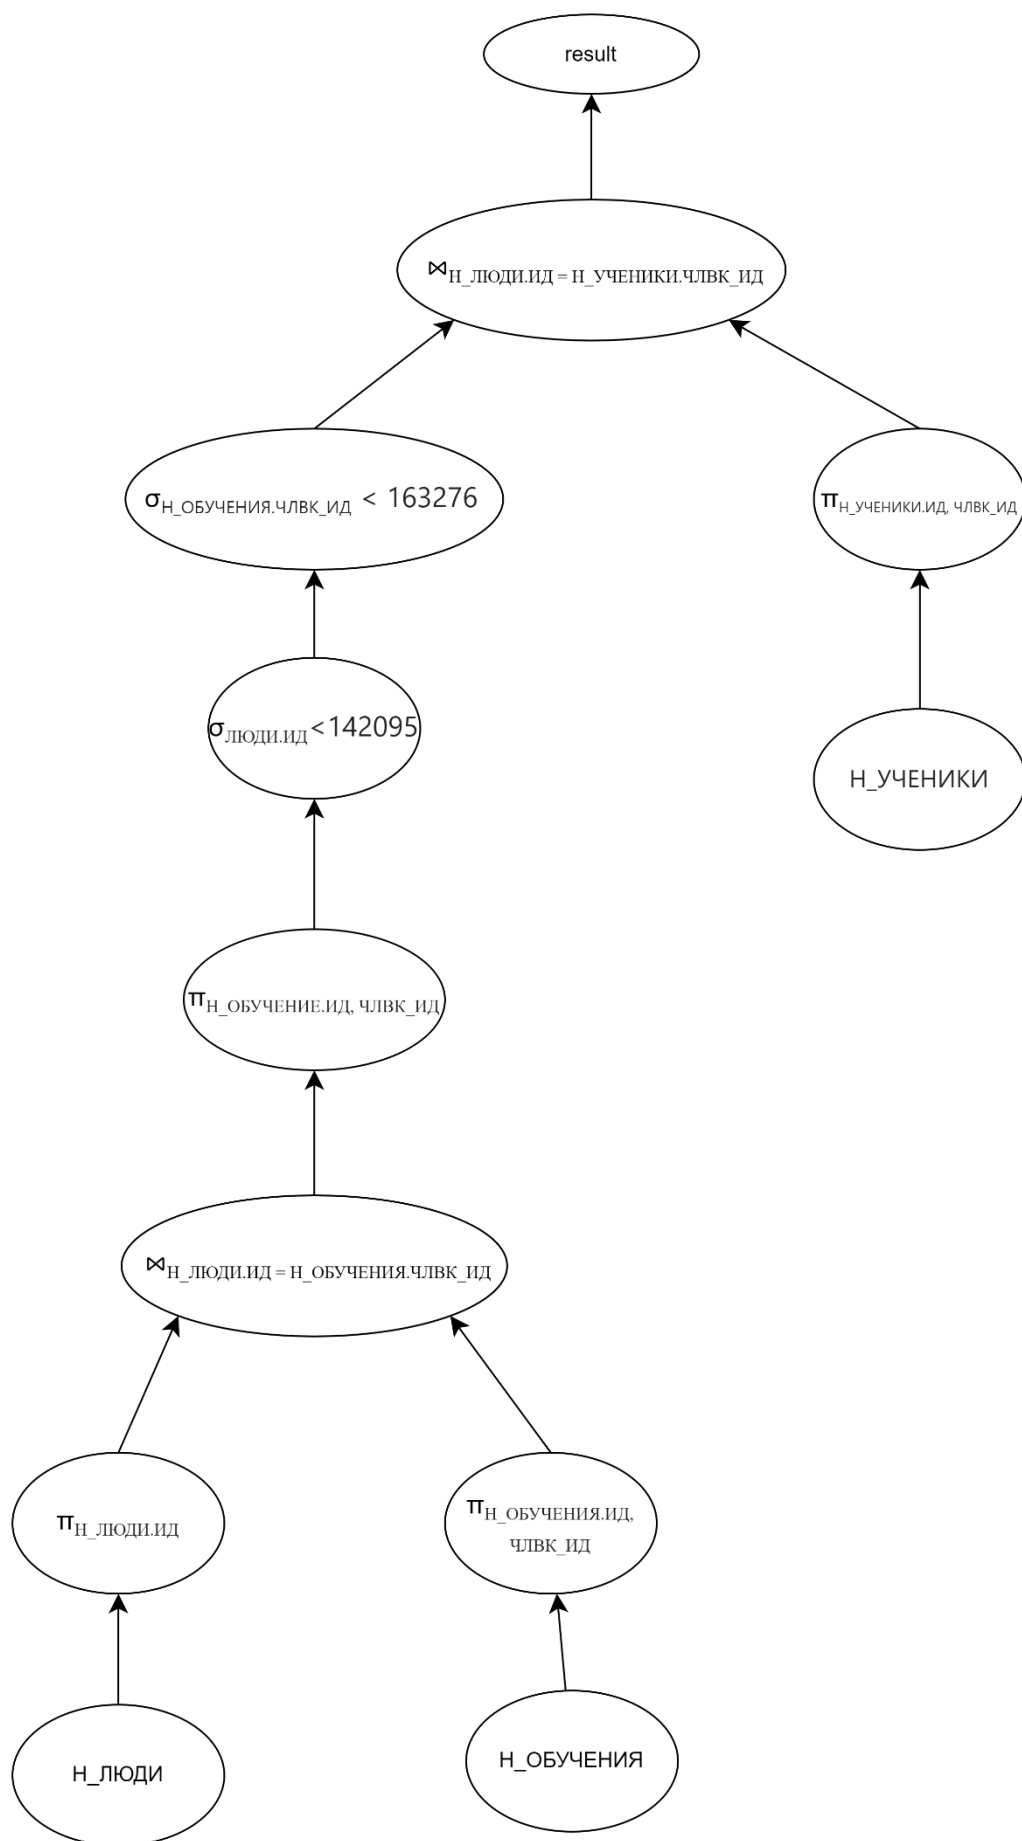 result
⋈Н_ЛЮДИ.ИД = Н_УЧЕНИКИ.ЧЛВК_ИД
σН_ОБУЧЕНИЯ.ЧЛВК_ИД < 163276
πН_УЧЕНИКИ.ИД, ЧЛВК_ИД
σЛЮДИ.ИД <142095
Н_УЧЕНИКИ
πН_ОБУЧЕНИЕ.ИД, ЧЛВК_ИД
⋈Н_ЛЮДИ.ИД = Н_ОБУЧЕНИЯ.ЧЛВК_ИД
πН_ЛЮДИ.ИД
πН_ОБУЧЕНИЯ.ИД,
ЧЛВК_ИД
Н_ЛЮДИ
Н_ОБУЧЕНИЯ